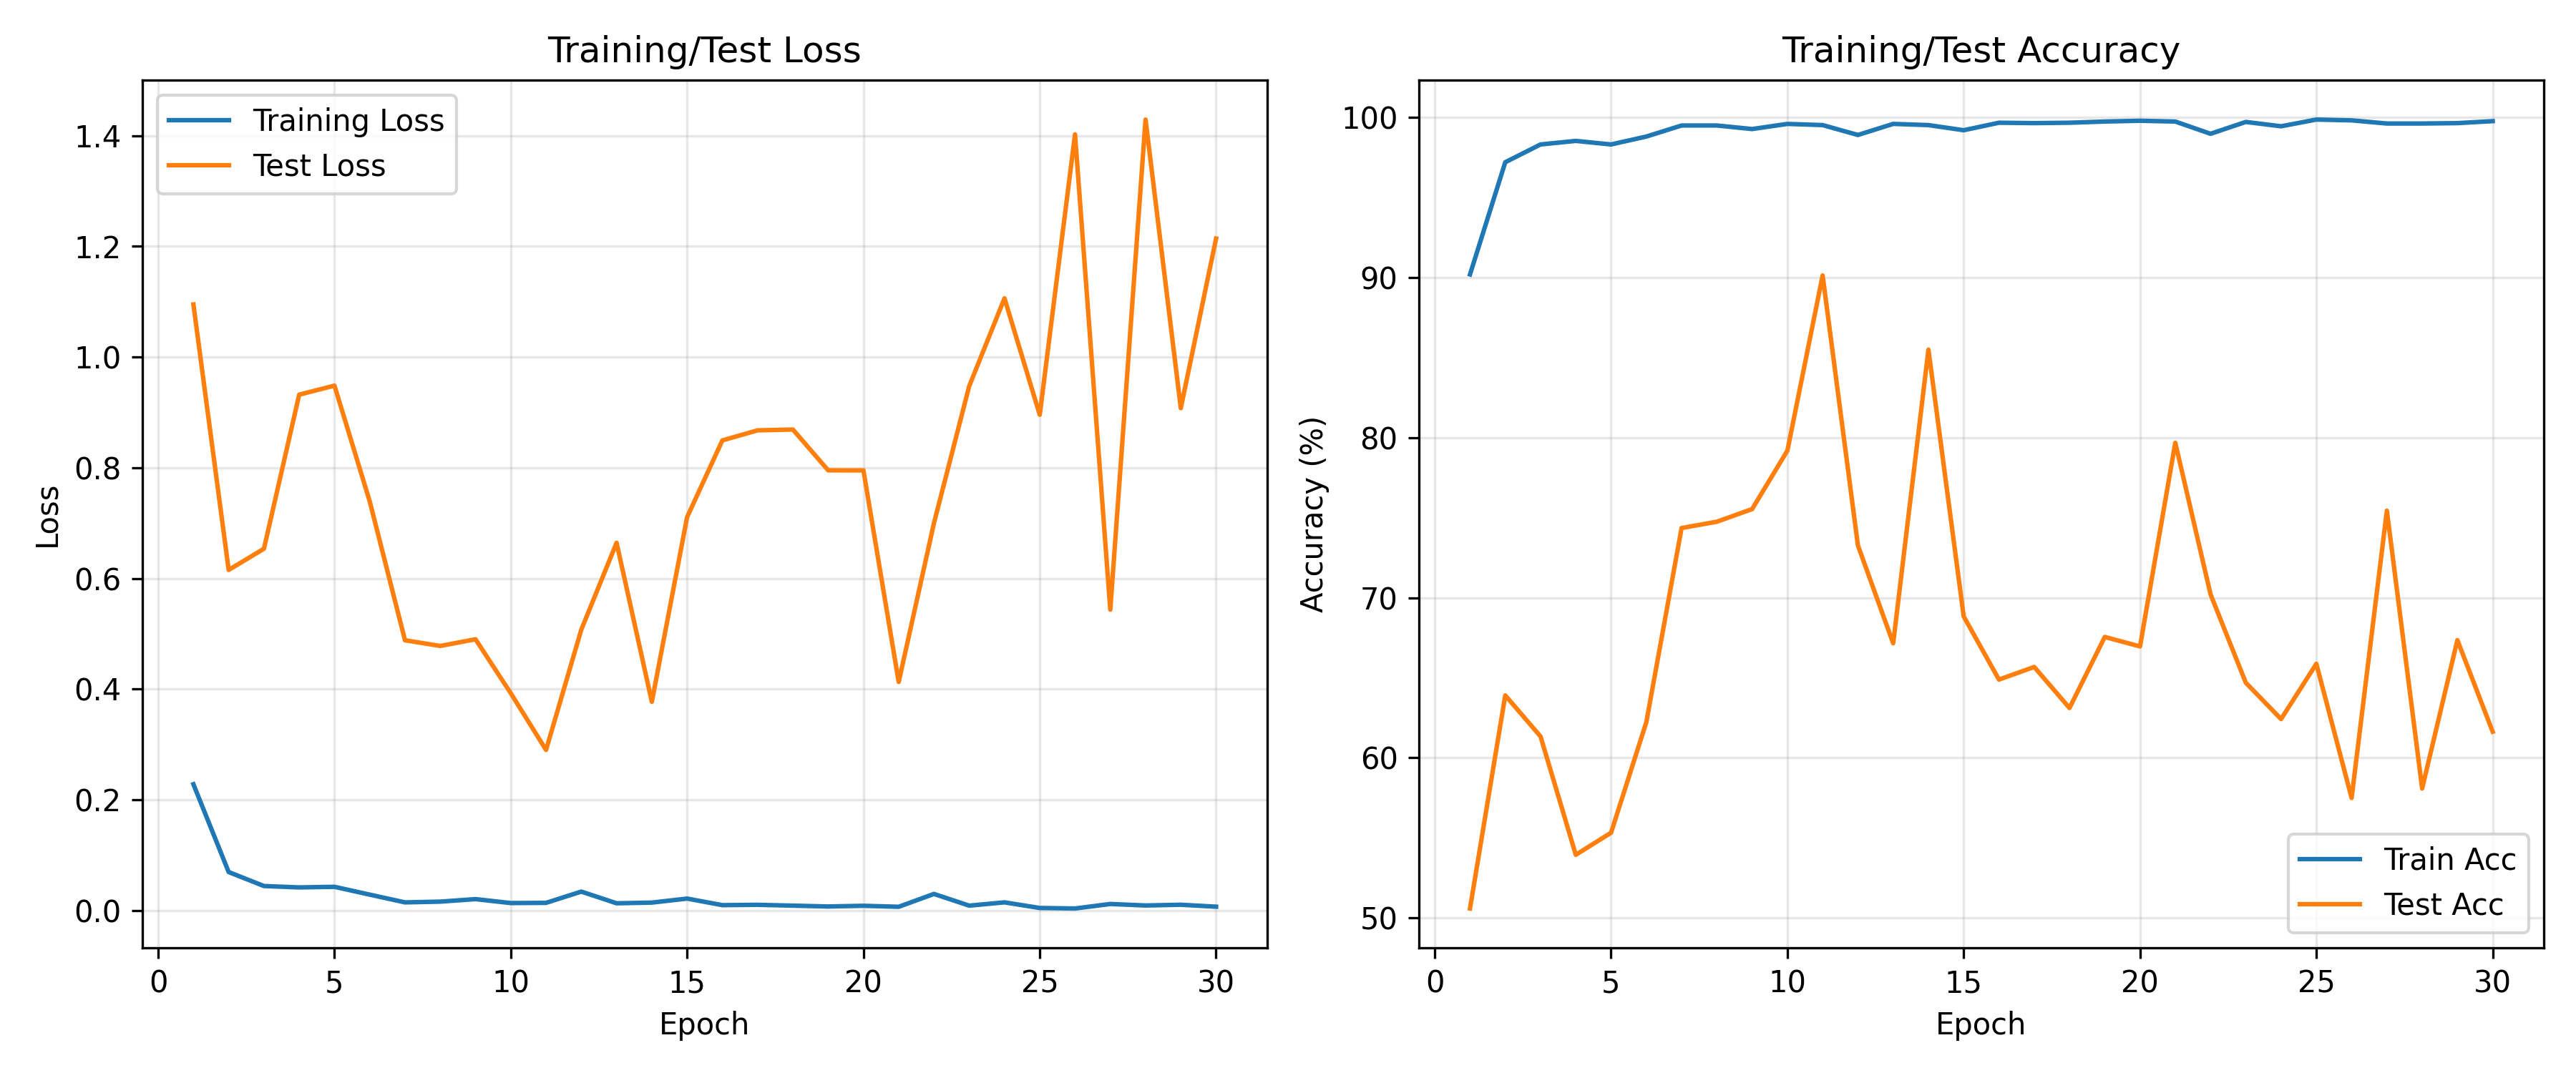 Training/Test Loss
1.4
1.2
1.0
0.8
0.6
0.4
0.2
0.0
Loss
Training Loss
Test Loss
0 5 10 15 20 25 30
Epoch
Training/Test Accuracy
100
90
80
70
60
50
Accuracy (%)
Train Acc
Test Acc
0 5 10 15 20 25 30
Epoch